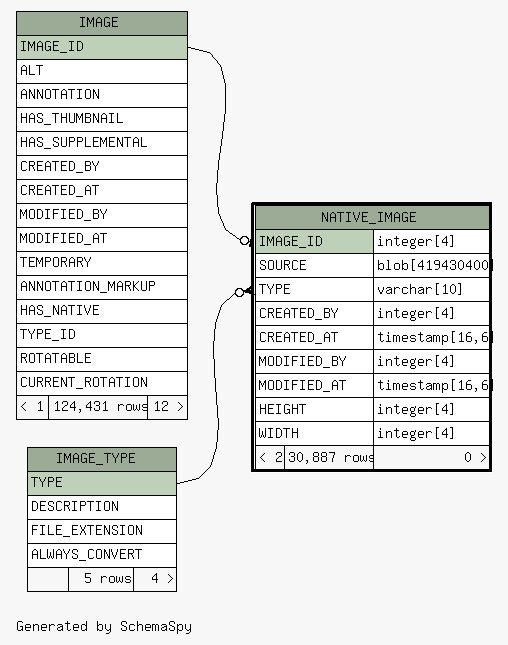 IMAGE
IMAGE_ID
ALT
ANNOTATION
HAS_THUMBNAIL
HAS_SUPPLEMENTAL
CREATED_BY
CREATED_AT
MODIFIED_BY
MODIFIED_AT
TEMPORARY
ANNOTATION_MARKUP
HAS_NATIVE
TYPE_ID
ROTATABLE
CURRENT_ROTATION
< 1 124,431 rows 12 >
NATIVE_IMAGE
IMAGE_ID integer[4]
SOURCE blob[419430400
TYPE varchar[10]
CREATED_BY integer[4]
CREATED_AT timestamp[16,6
MODIFIED_BY integer[4]
MODIFIED_AT timestamp[16,6
HEIGHT integer[4]
WIDTH integer[4]
< 2 30,887 rows 0 >
IMAGE_TYPE
TYPE
DESCRIPTION
FILE_EXTENSION
ALWAYS_CONVERT
5 rows 4 >
Generated by SchemaSpy